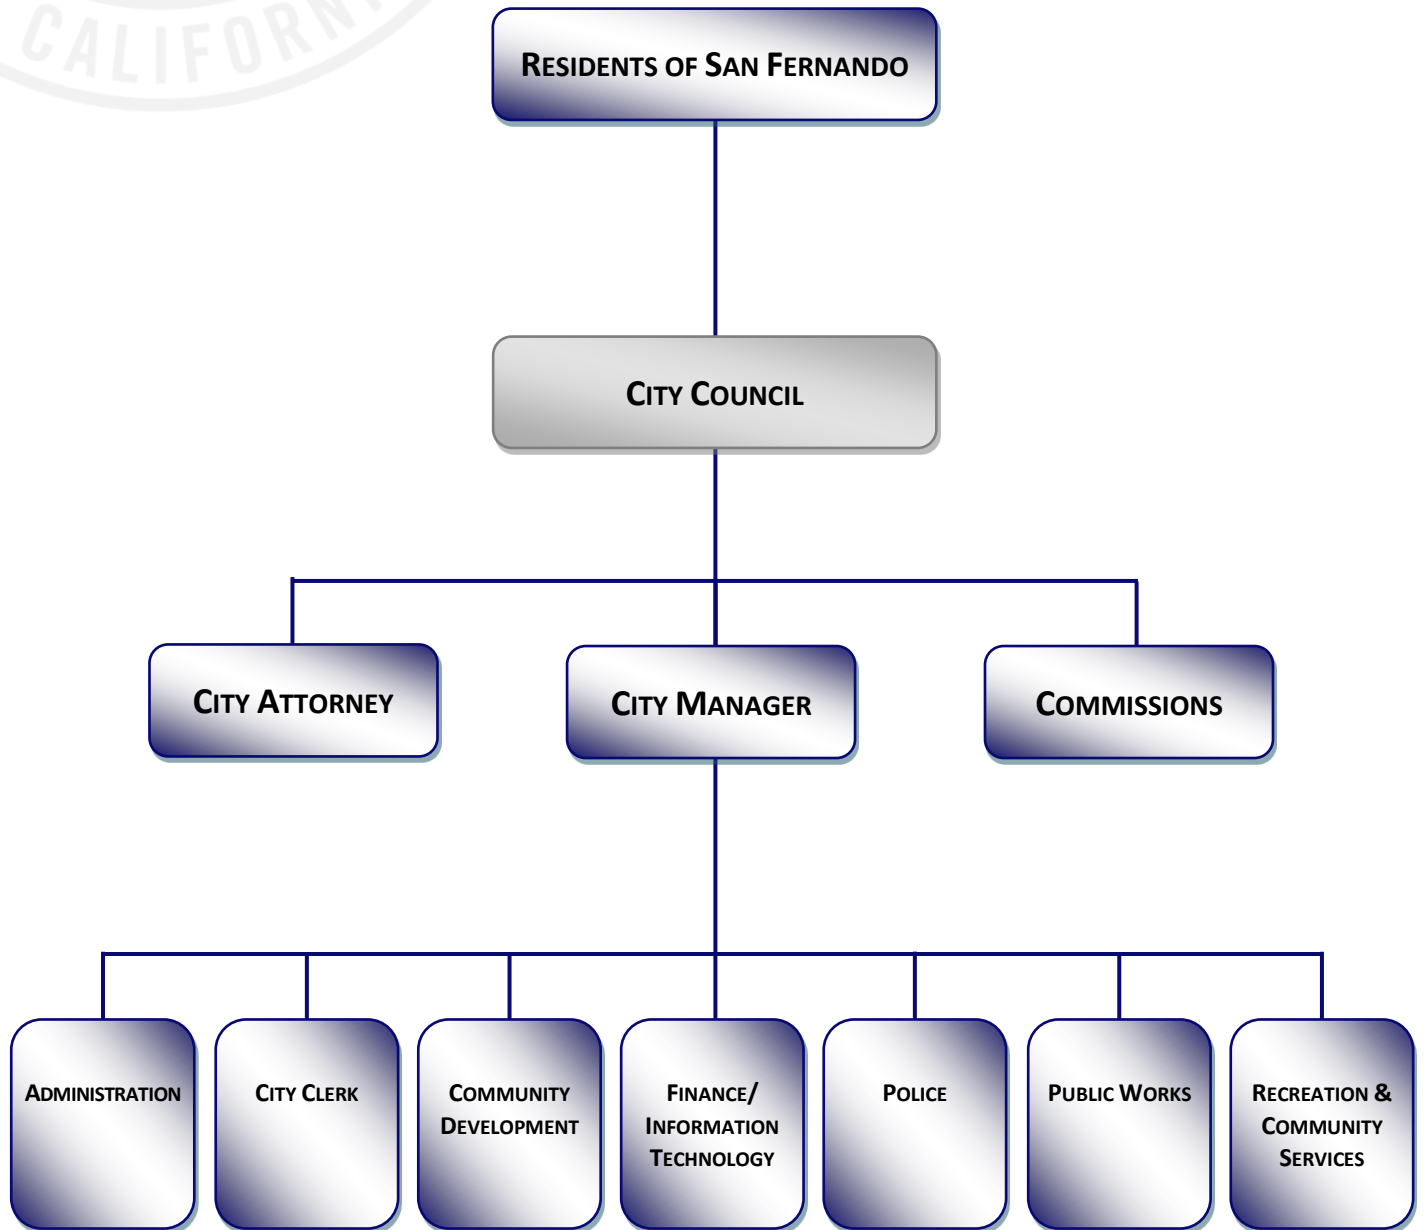 CALIFORNI
RESIDENTS OF SAN FERNANDO
CITY COUNCIL
CITY ATTORNEY
CITY MANAGER
COMMISSIONS
ADMINISTRATION
CITY CLERK
COMMUNITY
DEVELOPMENT
FINANCE/
INFORMATION
TECHNOLOGY
POLICE
PUBLIC WORKS
RECREATION &
COMMUNITY
SERVICES